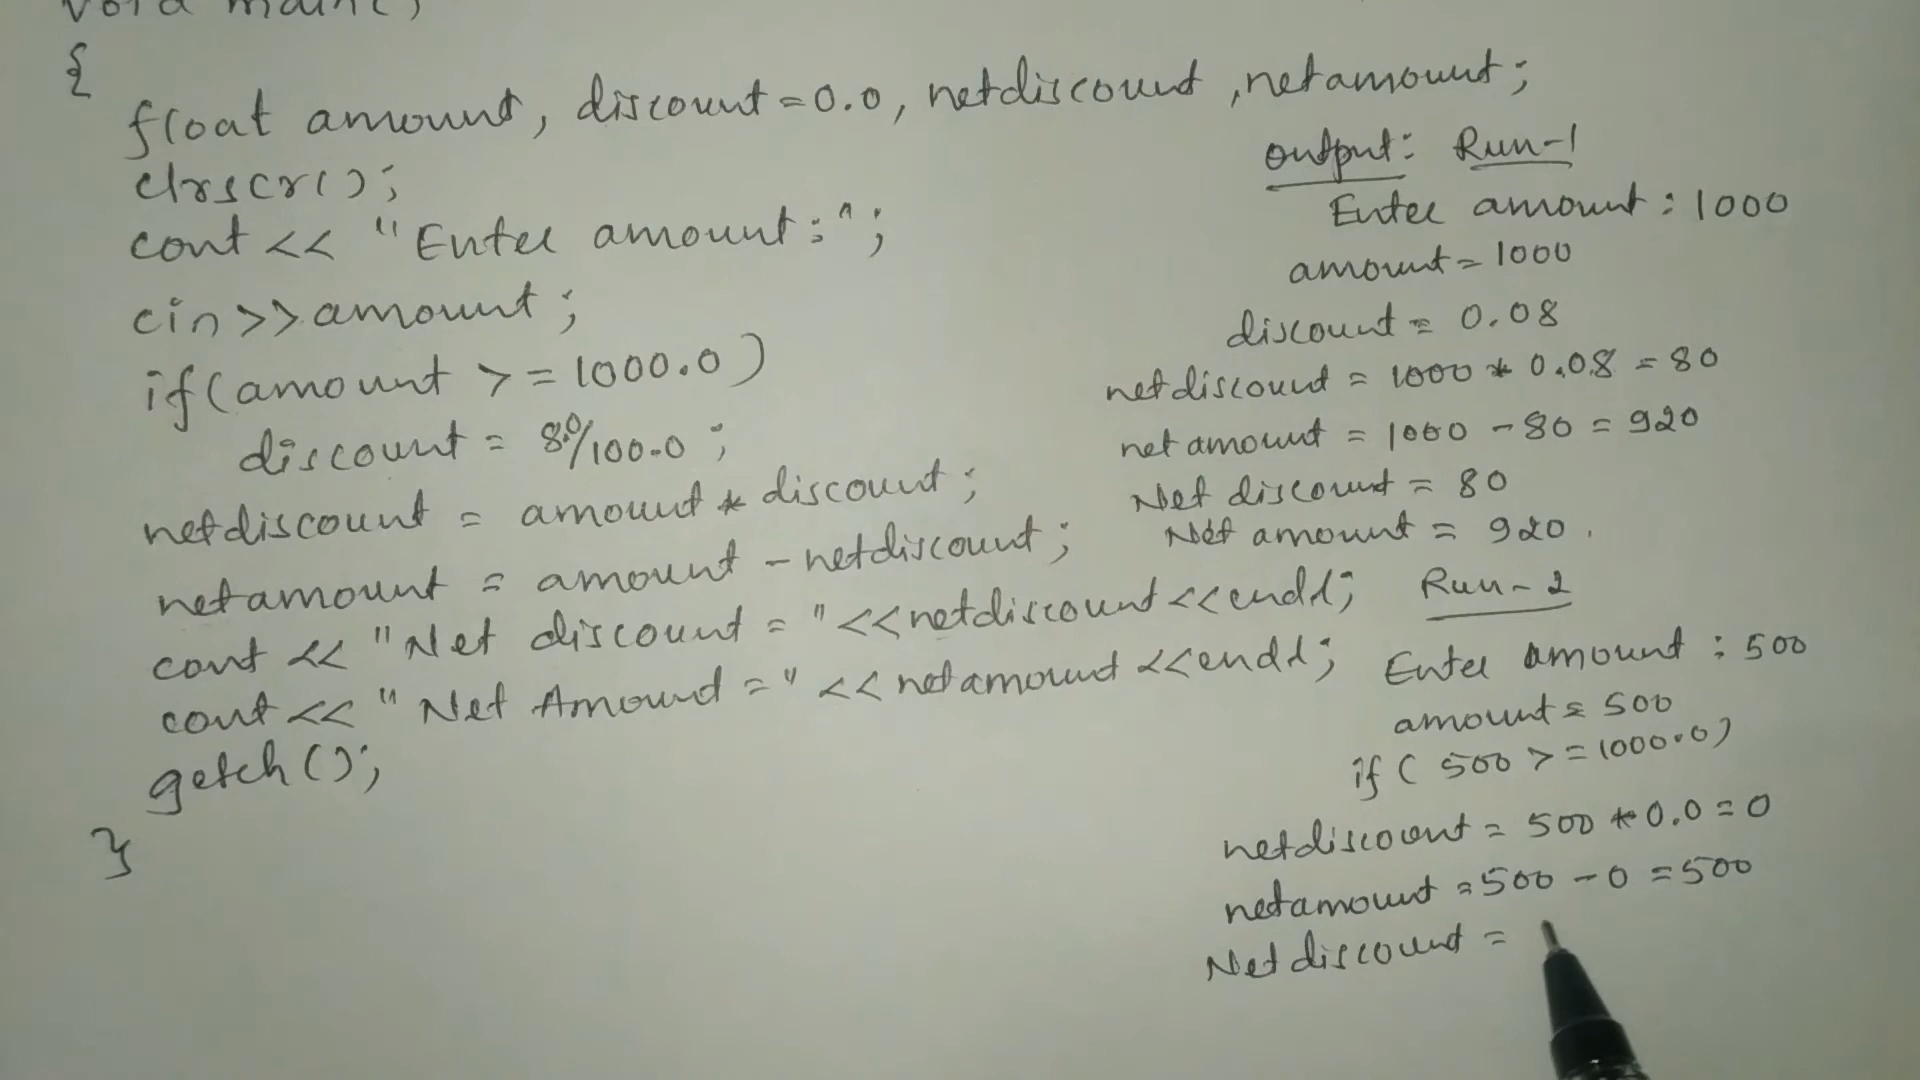 void main()
{
float amount, discount=0.0, netdiscount, netamount;
clrscr();
cout<< "Enter amount:";
cin>>amount;
if(amount >=1000.0)
discount = 8.0/100.0;
netdiscount = amount * discount;
netamount = amount - netdiscount;
cout << "Net discount = "<<netdiscount<<endl;
cout<< "Net Amount =" << netamount <<endl;
getch();
}
output: Run-1
Enter amount: 1000
amount=1000
discount = 0.08
netdiscount = 1000 * 0.08 = 80
netamount = 1000 - 80 = 920
Net discount = 80
Net amount = 920.
Run-2
Enter amount: 500
amount = 500
if( 500 >=1000.0)
netdiscount = 500 * 0.0 = 0
netamount = 500 - 0 = 500
Net discount =